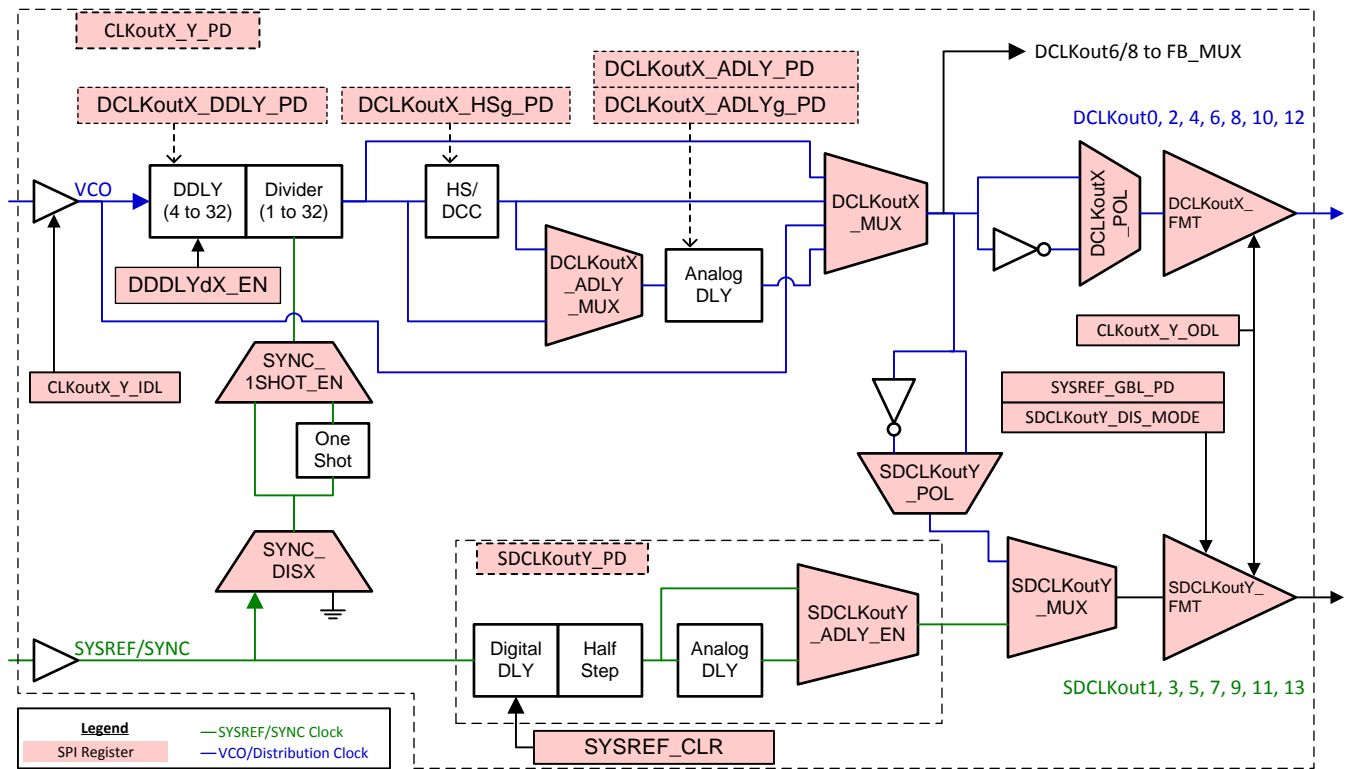 CLKoutX_Y_PD
DCLKoutX_ADLY_PD
DCLKoutX_ADLYg_PD
DCLKout6/8 to FB_MUX
DCLKoutX_DDLY_PD
DCLKoutX_HSg_PD
DCLKout0, 2, 4, 6, 8, 10, 12
VCO
DDLY
(4 to 32)
Divider
(1 to 32)
HS/
DCC
DCLKoutX
_MUX
DCLKoutX
_POL
DCLKoutX_
FMT
DCLKoutX
_ADLY
_MUX
Analog
DLY
DDDLYdX_EN
CLKoutX_Y_IDL
SYNC_
1SHOT_EN
CLKoutX_Y_ODL
SYSREF_GBL_PD
SDCLKoutY_DIS_MODE
One
Shot
SDCLKoutY
_POL
SYNC_
DISX
SDCLKoutY_PD
SDCLKoutY
_ADLY_EN
SDCLKoutY
_MUX
SDCLKoutY_
FMT
SYSREF/SYNC
Digital
DLY
Half
Step
Analog
DLY
SDCLKout1, 3, 5, 7, 9, 11, 13
SYSREF_CLR
Legend
SPI Register
SYSREF/SYNC Clock
VCO/Distribution Clock